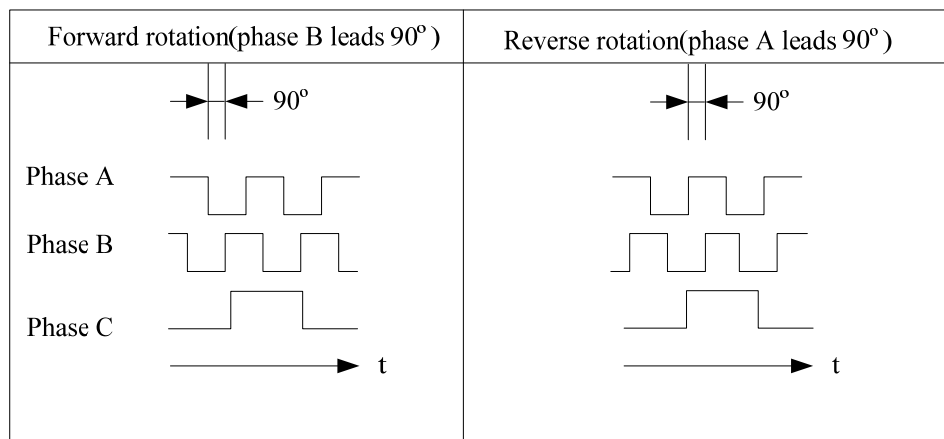 Forward rotation(phase B leads 90°)
Reverse rotation(phase A leads 90°)
90°
90°
Phase A
Phase B
Phase C
t
t